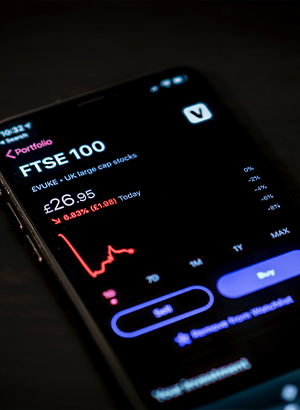 10:32
Search
Portfolio
V
FTSE 100
EVUKE • UK large cap stocks
£26.95
6.83% (£1.98) Today
0%
-2%
-4%
-6%
-8%
1D
7D
1M
1Y
MAX
Sell
Buy
Remove from Watchlist
Your Investment